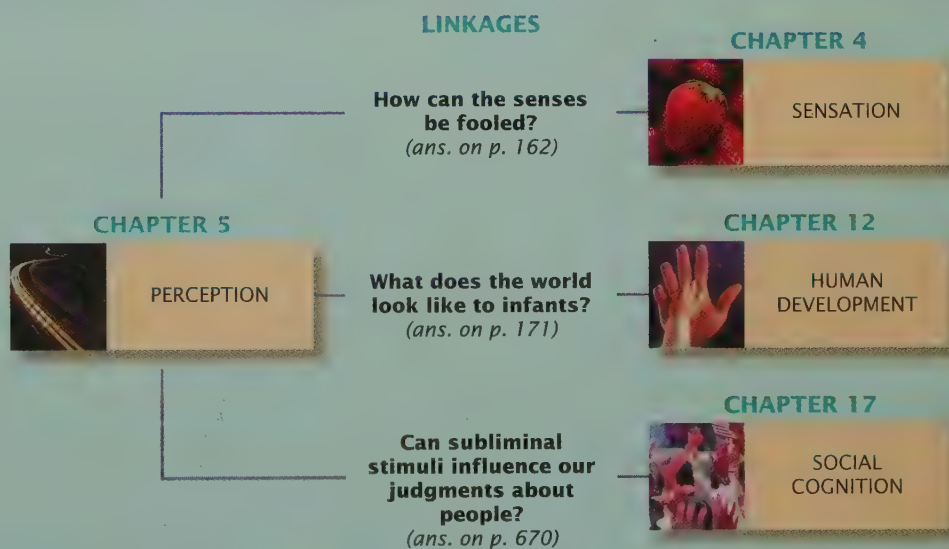 LINKAGES
CHAPTER 4
How can the senses
be fooled?
(ans. on p. 162)
SENSATION
CHAPTER 5
PERCEPTION
CHAPTER 12
What does the world
look like to infants?
(ans. on p. 171)
HUMAN
DEVELOPMENT
CHAPTER 17
Can subliminal
stimuli influence our
judgments about
people?
(ans. on p. 670)
SOCIAL
COGNITION